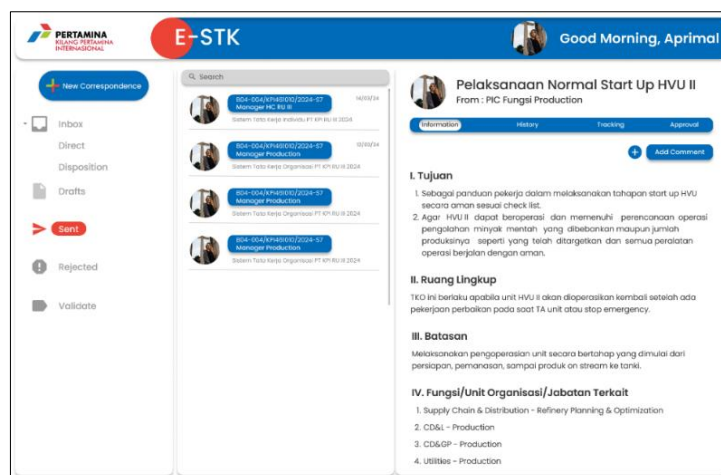 PERTAMINA
KILANG PERTAMINA
INTERNASIONAL
E-STK
Good Morning, Aprimal
New Correspondence
Inbox
Direct
Disposition
Drafts
Sent
Rejected
Validate
Search
B04-004/KPI461010/2024-S7
14/03/24
Manager HC RU III
Sistem Tata Kerja Individu PT KPI RU III 2024
B04-004/KPI461010/2024-S7
12/03/24
Manager Production
Sistem Tata Kerja Organisasi PT KPI RU III 2024
B04-004/KPI461010/2024-S7
Manager Production
Sistem Tata Kerja Organisasi PT KPI RU III 2024
B04-004/KPI461010/2024-S7
Manager Production
Sistem Tata Kerja Organisasi PT KPI RU III 2024
Pelaksanaan Normal Start Up HVU II
From : PIC Fungsi Production
Information History Tracking Approval
Add Comment
I. Tujuan
1. Sebagai panduan pekerja dalam melaksanakan tahapan start up HVU
secara aman sesuai check list.
2. Agar HVU II dapat beroperasi dan memenuhi perencanaan operasi
pengolahan minyak mentah yang dibebankan maupun jumlah
produksinya seperti yang telah ditargetkan dan semua peralatan
operasi berjalan dengan aman.
II. Ruang Lingkup
TKO ini berlaku apabila unit HVU II akan dioperasikan kembali setelah ada
pekerjaan perbaikan pada saat TA unit atau stop emergency.
III. Batasan
Melaksanakan pengoperasian unit secara bertahap yang dimulai dari
persiapan, pemanasan, sampai produk on stream ke tanki.
IV. Fungsi/Unit Organisasi/Jabatan Terkait
1. Supply Chain & Distribution - Refinery Planning & Optimization
2. CD&L - Production
3. CD&GP - Production
4. Utilities - Production